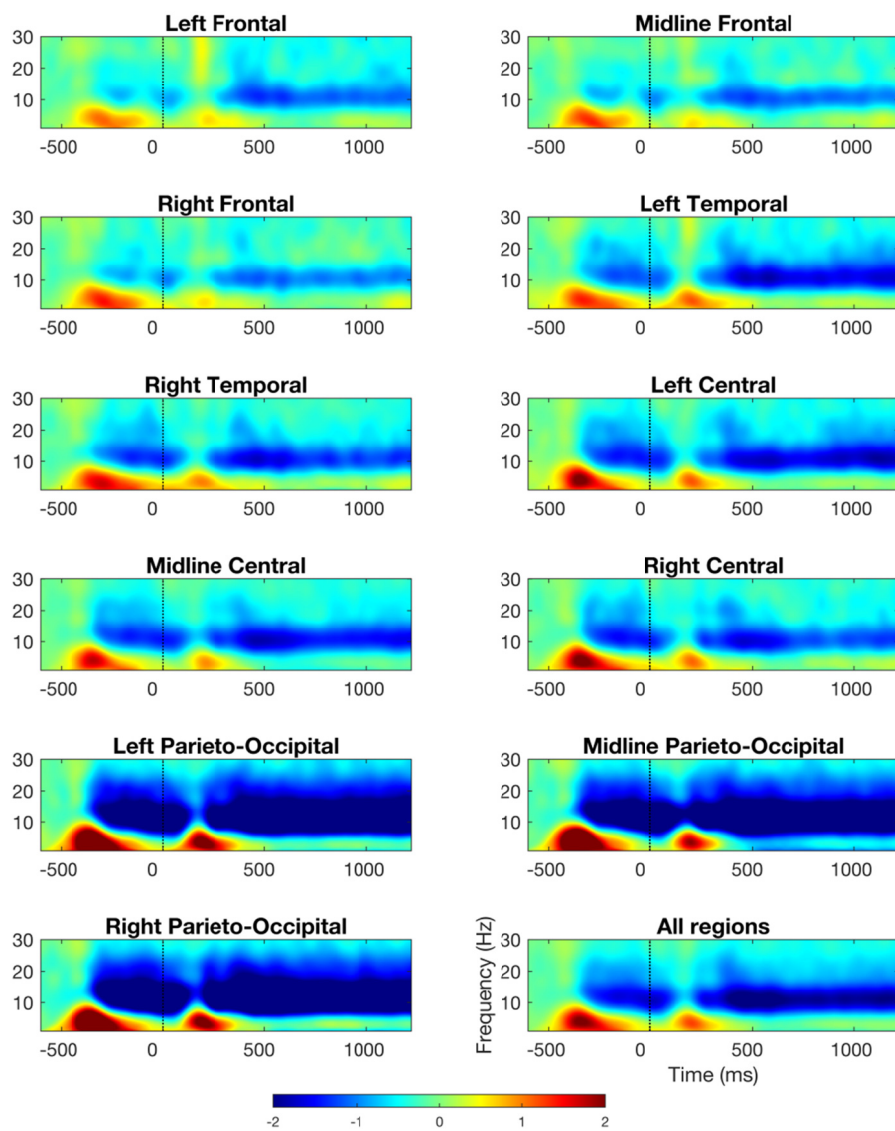 Left Frontal
Midline Frontal
30
20
10
-500 0 500 1000
30
20
10
-500 0 500 1000
Right Frontal
Left Temporal
30
20
10
-500 0 500 1000
30
20
10
-500 0 500 1000
Right Temporal
Left Central
30
20
10
-500 0 500 1000
30
20
10
-500 0 500 1000
Midline Central
Right Central
30
20
10
-500 0 500 1000
30
20
10
-500 0 500 1000
Left Parieto-Occipital
Midline Parieto-Occipital
30
20
10
-500 0 500 1000
30
20
10
-500 0 500 1000
Right Parieto-Occipital
All regions
30
20
10
-500 0 500 1000
Frequency (Hz)
30
20
10
-500 0 500 1000
Time (ms)
-2 -1 0 1 2